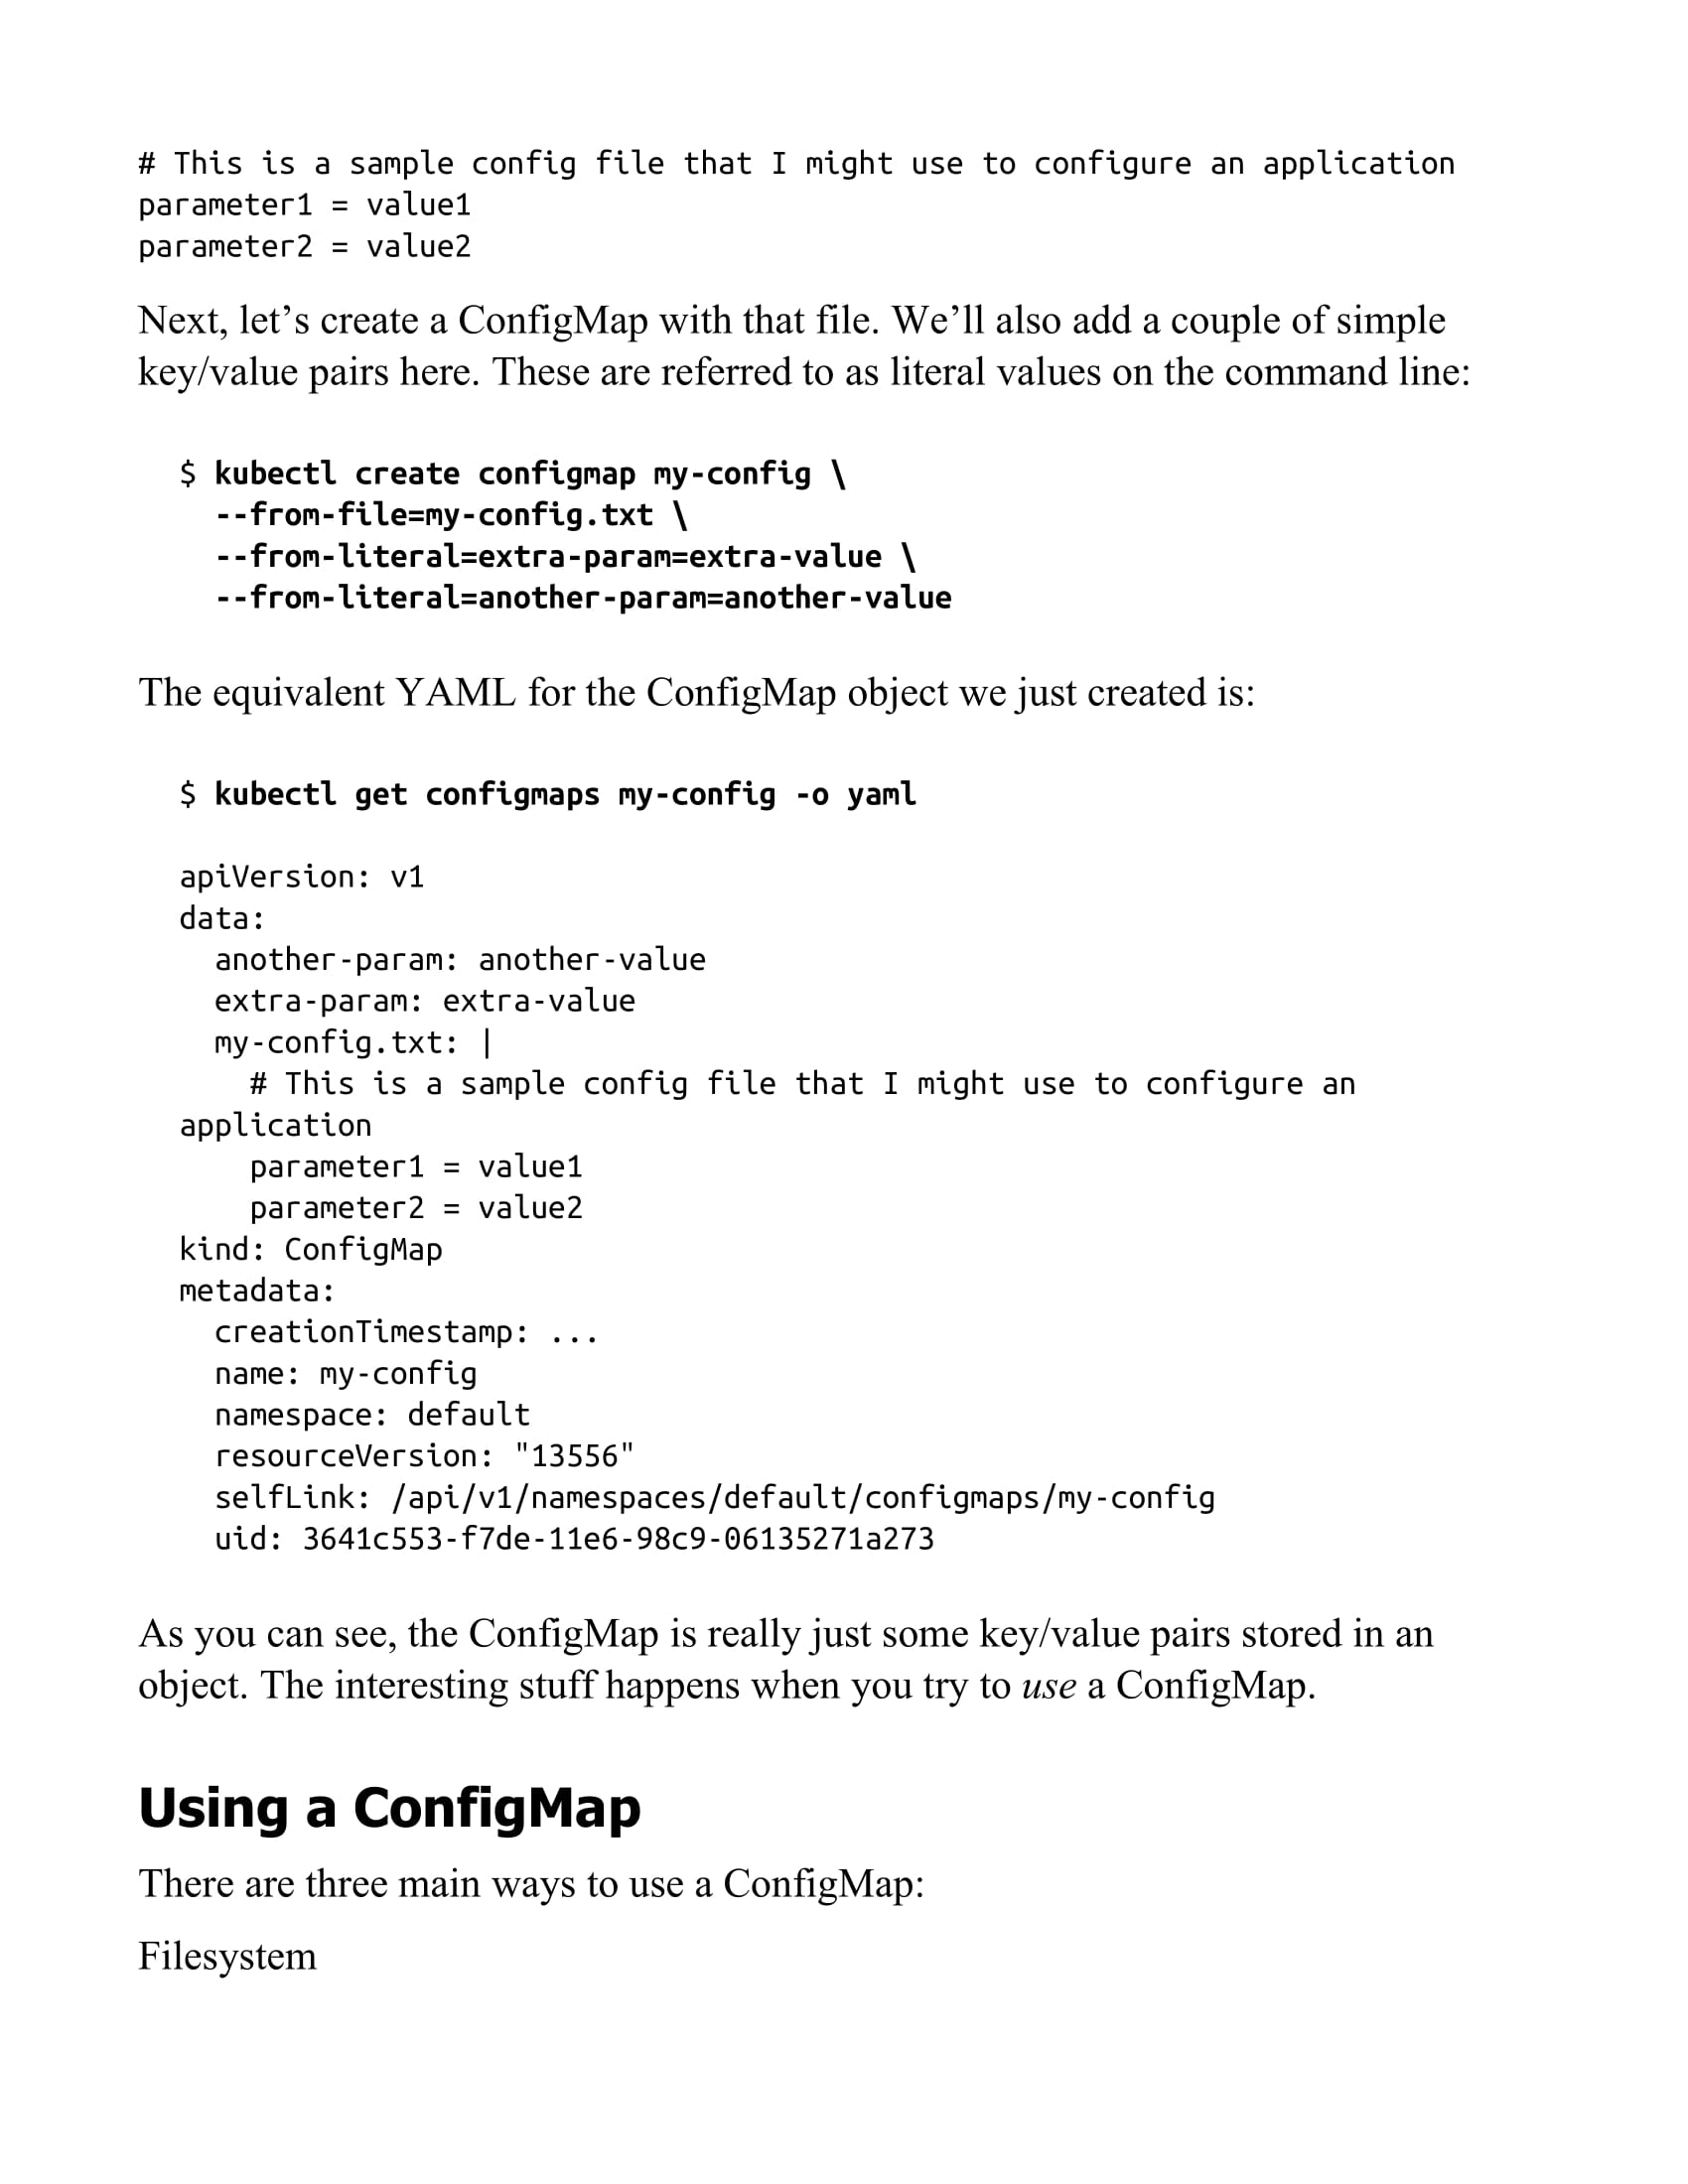 # This is a sample config file that I might use to configure an application
parameter1 = value1
parameter2 = value2
Next, let’s create a ConfigMap with that file. We’ll also add a couple of simple
key/value pairs here. These are referred to as literal values on the command line:
$ kubectl create configmap my-config \
  --from-file=my-config.txt \
  --from-literal=extra-param=extra-value \
  --from-literal=another-param=another-value
The equivalent YAML for the ConfigMap object we just created is:
$ kubectl get configmaps my-config -o yaml
apiVersion: v1
data:
  another-param: another-value
  extra-param: extra-value
  my-config.txt: |
    # This is a sample config file that I might use to configure an
application
    parameter1 = value1
    parameter2 = value2
kind: ConfigMap
metadata:
  creationTimestamp: ...
  name: my-config
  namespace: default
  resourceVersion: "13556"
  selfLink: /api/v1/namespaces/default/configmaps/my-config
  uid: 3641c553-f7de-11e6-98c9-06135271a273
As you can see, the ConfigMap is really just some key/value pairs stored in an
object. The interesting stuff happens when you try to use a ConfigMap.
Using a ConfigMap
There are three main ways to use a ConfigMap:
Filesystem